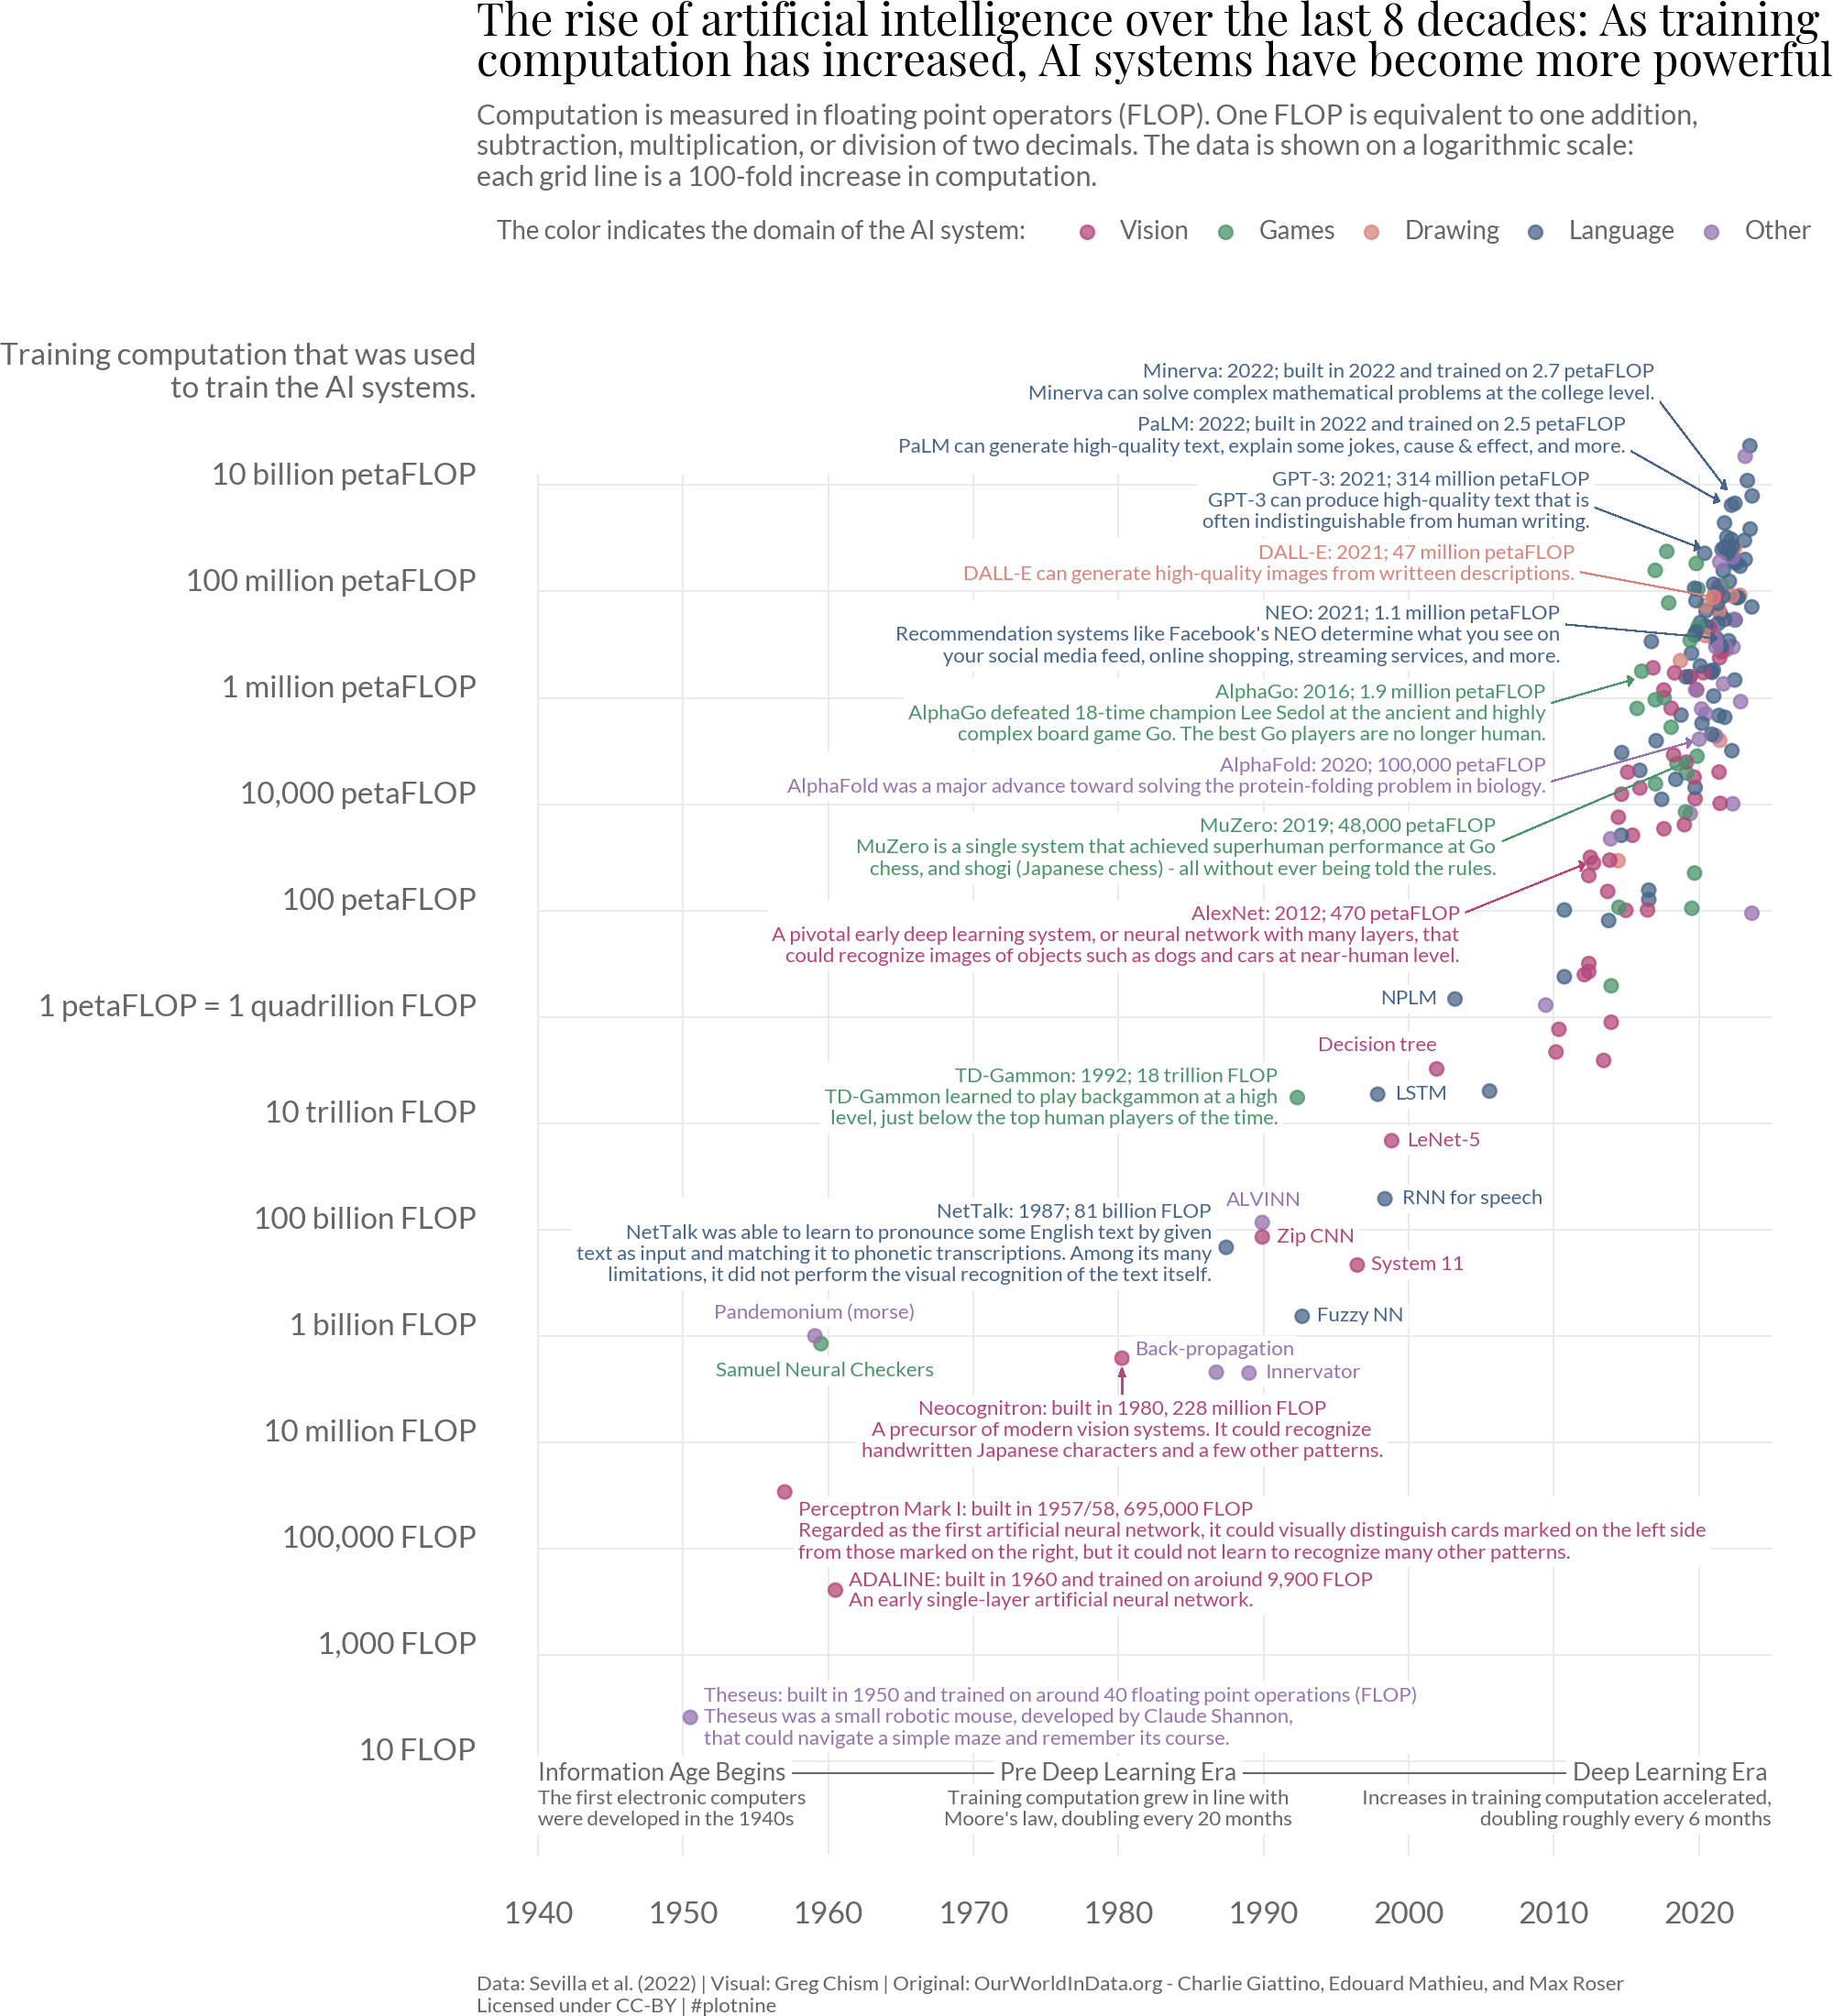 The rise of artificial intelligence over the last 8 decades: As training
computation has increased, AI systems have become more powerful
Computation is measured in floating point operators (FLOP). One FLOP is equivalent to one addition,
subtraction, multiplication, or division of two decimals. The data is shown on a logarithmic scale:
each grid line is a 100-fold increase in computation.
The color indicates the domain of the AI system:
Vision
Games
Drawing
Language
Other
Training computation that was used
to train the AI systems.
10 billion petaFLOP
100 million petaFLOP
1 million petaFLOP
10,000 petaFLOP
100 petaFLOP
1 petaFLOP = 1 quadrillion FLOP
10 trillion FLOP
100 billion FLOP
1 billion FLOP
10 million FLOP
100,000 FLOP
1,000 FLOP
10 FLOP
Minerva: 2022; built in 2022 and trained on 2.7 petaFLOP
Minerva can solve complex mathematical problems at the college level.
PaLM: 2022; built in 2022 and trained on 2.5 petaFLOP
PaLM can generate high-quality text, explain some jokes, cause & effect, and more.
GPT-3: 2021; 314 million petaFLOP
GPT-3 can produce high-quality text that is
often indistinguishable from human writing.
DALL-E: 2021; 47 million petaFLOP
DALL-E can generate high-quality images from writteen descriptions.
NEO: 2021; 1.1 million petaFLOP
Recommendation systems like Facebook's NEO determine what you see on
your social media feed, online shopping, streaming services, and more.
AlphaGo: 2016; 1.9 million petaFLOP
AlphaGo defeated 18-time champion Lee Sedol at the ancient and highly
complex board game Go. The best Go players are no longer human.
AlphaFold: 2020; 100,000 petaFLOP
AlphaFold was a major advance toward solving the protein-folding problem in biology.
MuZero: 2019; 48,000 petaFLOP
MuZero is a single system that achieved superhuman performance at Go
chess, and shogi (Japanese chess) - all without ever being told the rules.
AlexNet: 2012; 470 petaFLOP
A pivotal early deep learning system, or neural network with many layers, that
could recognize images of objects such as dogs and cars at near-human level.
NPLM
Decision tree
TD-Gammon: 1992; 18 trillion FLOP
TD-Gammon learned to play backgammon at a high
level, just below the top human players of the time.
LSTM
LeNet-5
RNN for speech
ALVINN
NetTalk: 1987; 81 billion FLOP
NetTalk was able to learn to pronounce some English text by given
text as input and matching it to phonetic transcriptions. Among its many
limitations, it did not perform the visual recognition of the text itself.
Zip CNN
System 11
Pandemonium (morse)
Fuzzy NN
Samuel Neural Checkers
Back-propagation
Innervator
Neocognitron: built in 1980, 228 million FLOP
A precursor of modern vision systems. It could recognize
handwritten Japanese characters and a few other patterns.
Perceptron Mark I: built in 1957/58, 695,000 FLOP
Regarded as the first artificial neural network, it could visually distinguish cards marked on the left side
from those marked on the right, but it could not learn to recognize many other patterns.
ADALINE: built in 1960 and trained on aroiund 9,900 FLOP
An early single-layer artificial neural network.
Theseus: built in 1950 and trained on around 40 floating point operations (FLOP)
Theseus was a small robotic mouse, developed by Claude Shannon,
that could navigate a simple maze and remember its course.
Information Age Begins
The first electronic computers
were developed in the 1940s
Pre Deep Learning Era
Training computation grew in line with
Moore's law, doubling every 20 months
Deep Learning Era
Increases in training computation accelerated,
doubling roughly every 6 months
1940
1950
1960
1970
1980
1990
2000
2010
2020
Data: Sevilla et al. (2022) | Visual: Greg Chism | Original: OurWorldInData.org - Charlie Giattino, Edouard Mathieu, and Max Roser
Licensed under CC-BY | #plotnine